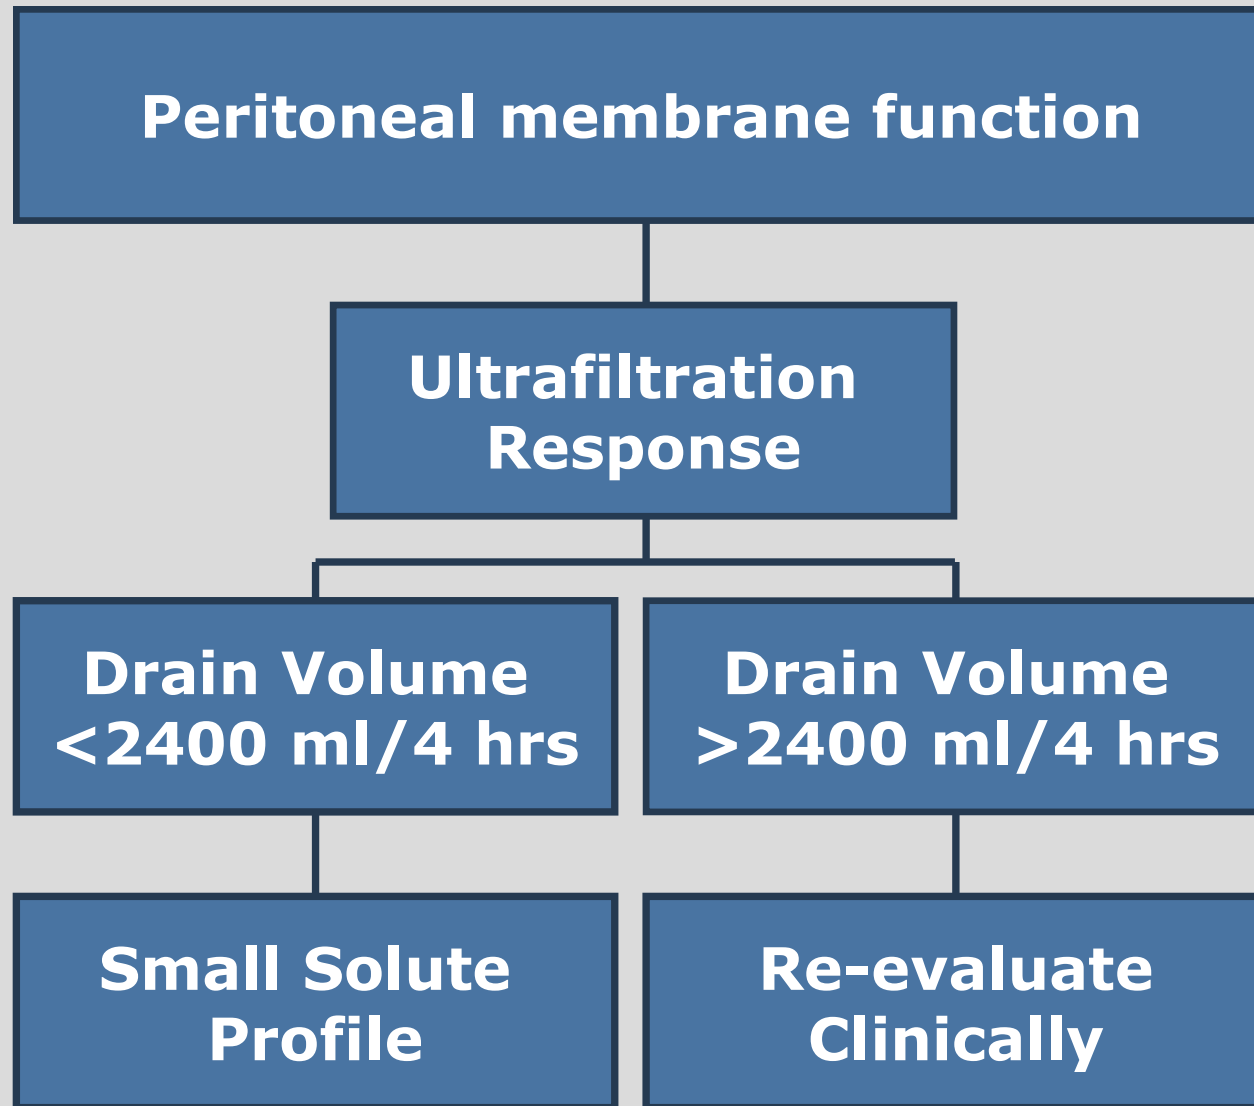 Peritoneal membrane function
Ultrafiltration
Response
Drain Volume
<2400 ml/4 hrs
Drain Volume
>2400 ml/4 hrs
Small Solute
Profile
Re-evaluate
Clinically